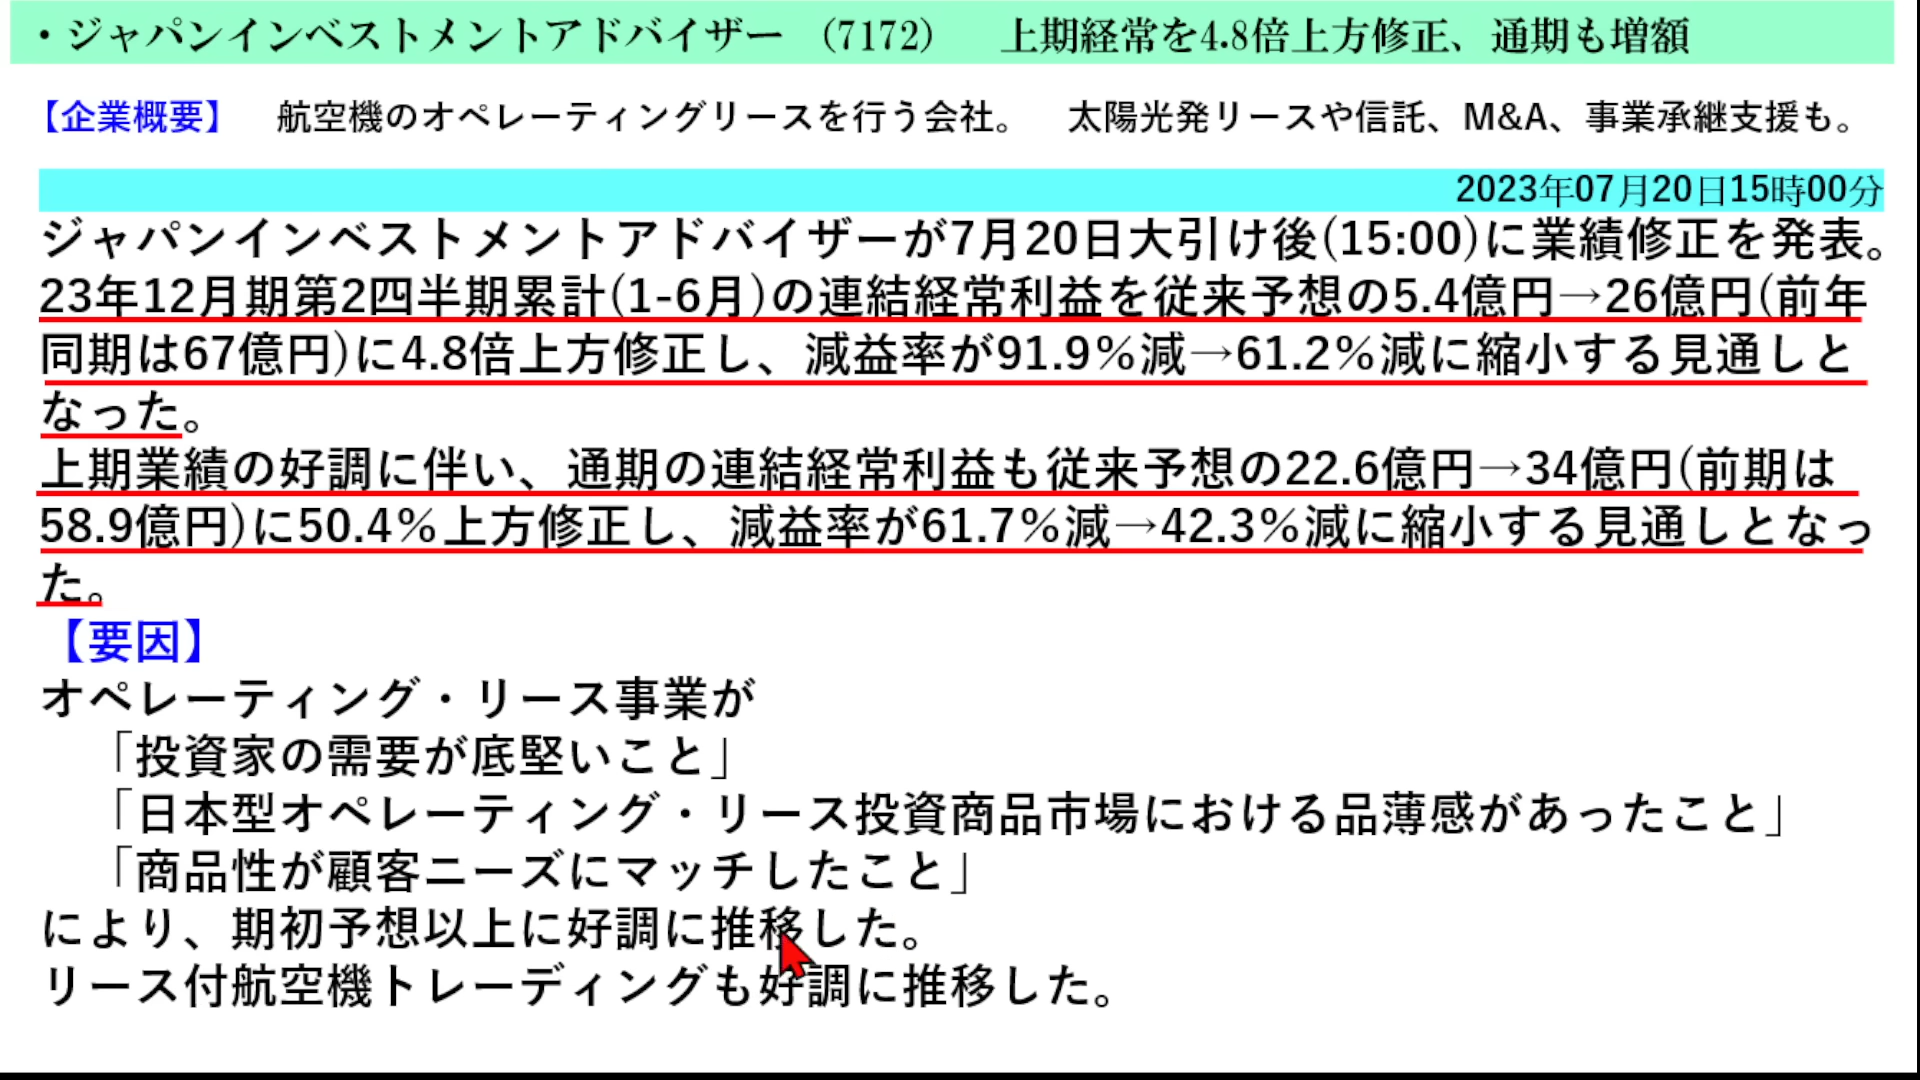 ・ジャパンインベストメントアドバイザー （7172） 上期経常を4.8倍上方修正、通期も増額
【企業概要】 航空機のオペレーティングリースを行う会社。 太陽光発リースや信託、M&A、事業承継支援も。
2023年07月20日15時00分
ジャパンインベストメントアドバイザーが7月20日大引け後(15:00)に業績修正を発表。
23年12月期第2四半期累計(1-6月)の連結経常利益を従来予想の5.4億円→26億円(前年
同期は67億円)に4.8倍上方修正し、減益率が91.9％減→61.2％減に縮小する見通しと
なった。
上期業績の好調に伴い、通期の連結経常利益も従来予想の22.6億円→34億円(前期は
58.9億円)に50.4％上方修正し、減益率が61.7％減→42.3％減に縮小する見通しとなっ
た。
【要因】
オペレーティング・リース事業が
「投資家の需要が底堅いこと」
「日本型オペレーティング・リース投資商品市場における品薄感があったこと」
「商品性が顧客ニーズにマッチしたこと」
により、期初予想以上に好調に推移した。
リース付航空機トレーディングも好調に推移した。